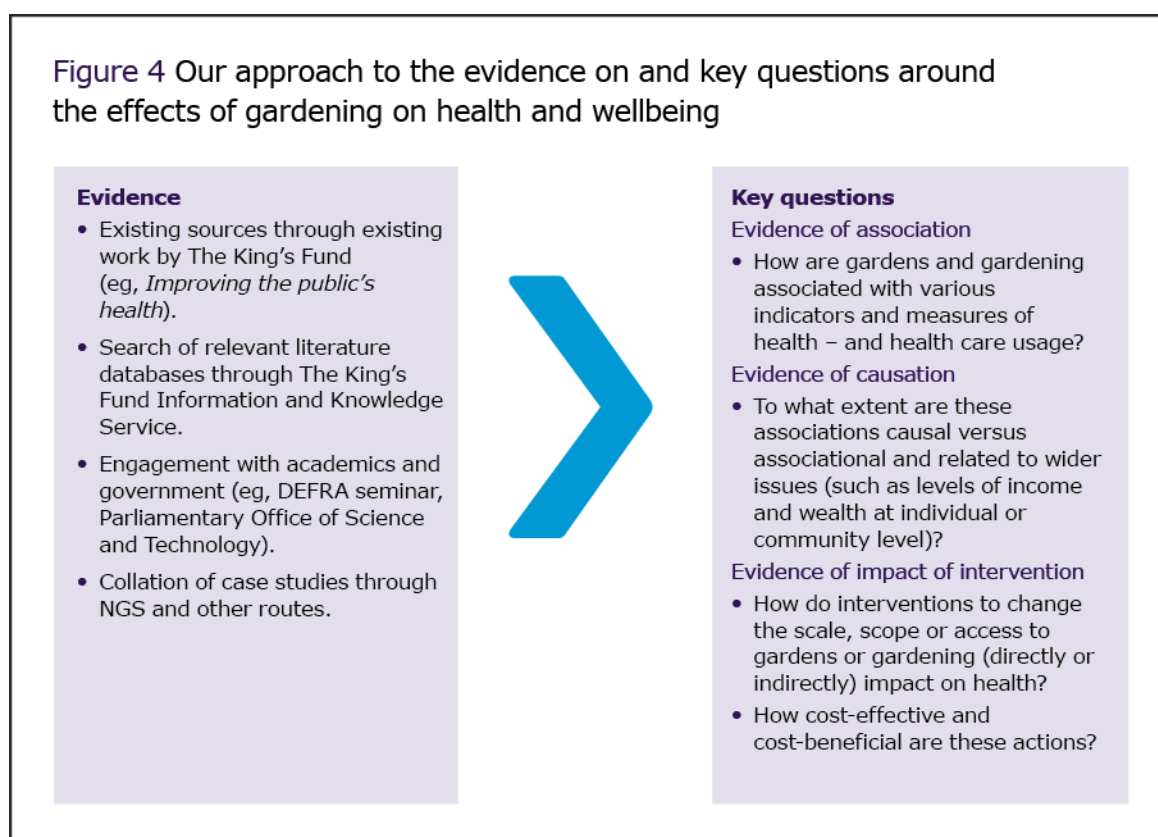 Figure 4 Our approach to the evidence on and key questions around
the effects of gardening on health and wellbeing
Evidence
• Existing sources through existing
work by The King’s Fund
(eg, Improving the public’s
health).
• Search of relevant literature
databases through The King’s
Fund Information and Knowledge
Service.
• Engagement with academics and
government (eg, DEFRA seminar,
Parliamentary Office of Science
and Technology).
• Collation of case studies through
NGS and other routes.
Key questions
Evidence of association
• How are gardens and gardening
associated with various
indicators and measures of
health – and health care usage?
Evidence of causation
• To what extent are these
associations causal versus
associational and related to wider
issues (such as levels of income
and wealth at individual or
community level)?
Evidence of impact of intervention
• How do interventions to change
the scale, scope or access to
gardens or gardening (directly or
indirectly) impact on health?
• How cost-effective and
cost-beneficial are these actions?